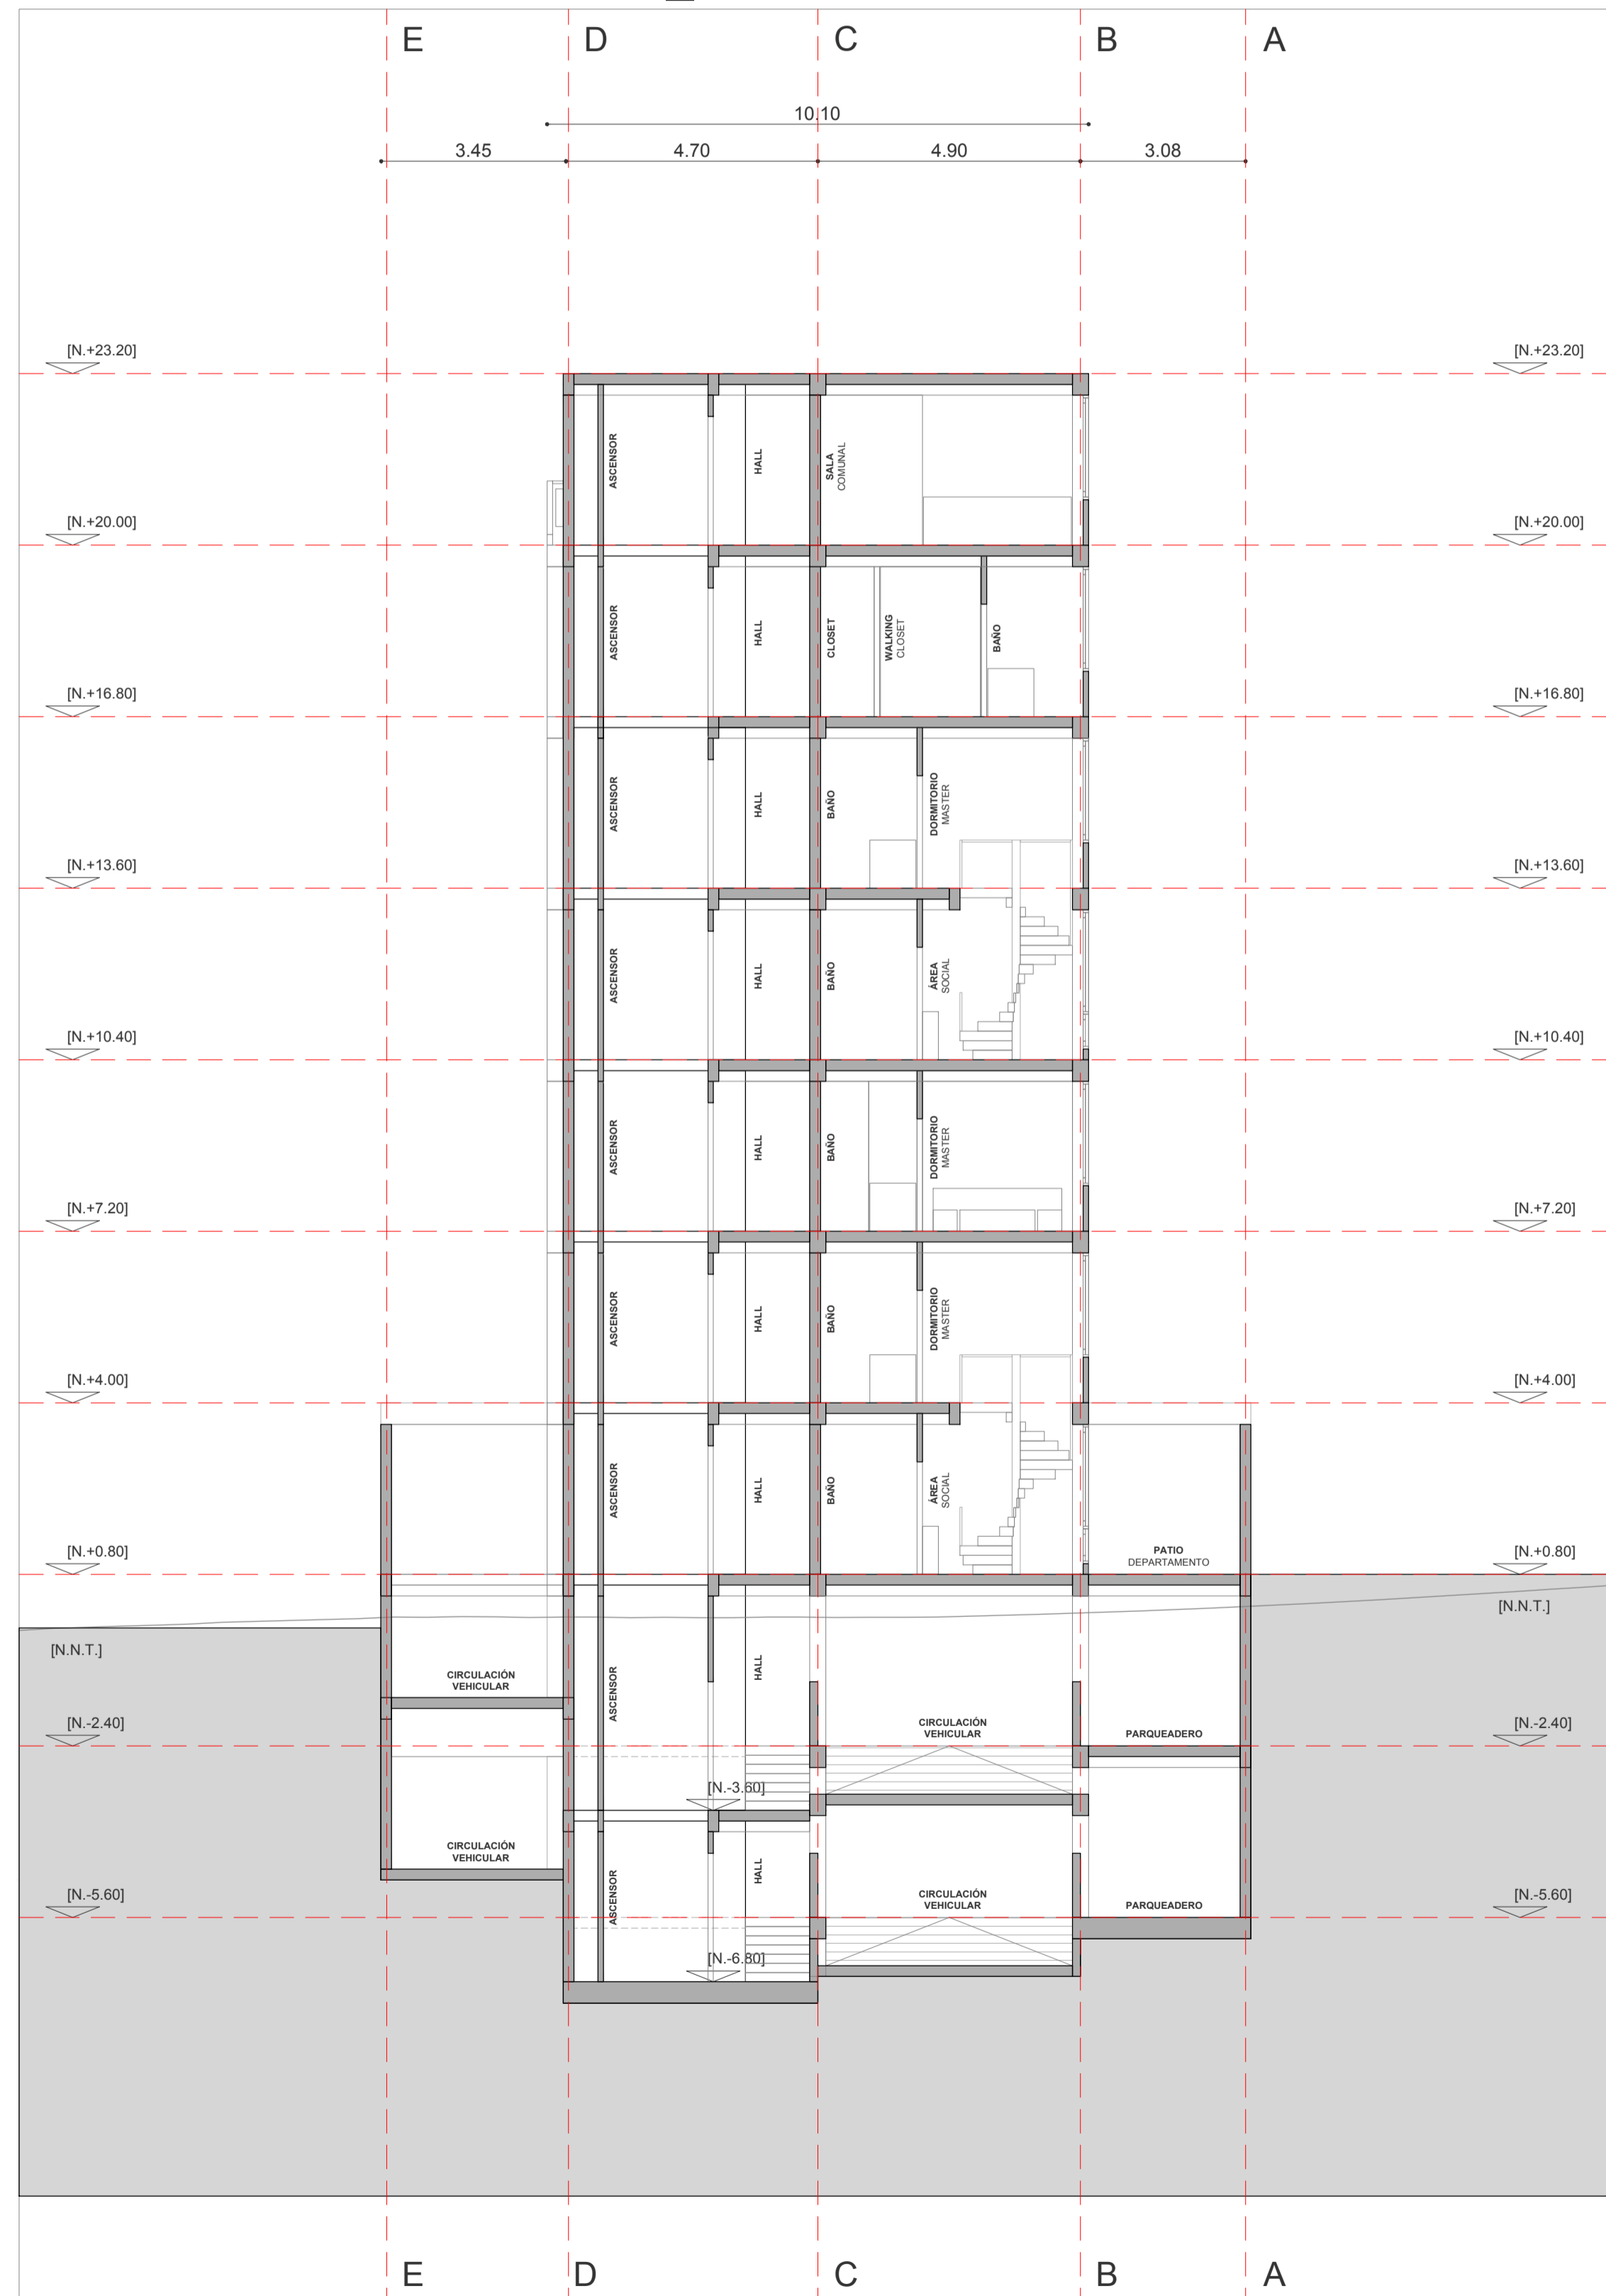 E D C B A
10.10
3.45 4.70 4.90 3.08
[N.+23.20] [N.+23.20]
ASCENSOR
HALL
SALA
COMUNAL
[N.+20.00] [N.+20.00]
ASCENSOR
HALL
CLOSET
WALKING
CLOSET
BAÑO
[N.+16.80] [N.+16.80]
ASCENSOR
HALL
BAÑO
DORMITORIO
MASTER
[N.+13.60] [N.+13.60]
ASCENSOR
HALL
BAÑO
ÁREA
SOCIAL
[N.+10.40] [N.+10.40]
ASCENSOR
HALL
BAÑO
DORMITORIO
MASTER
[N.+7.20] [N.+7.20]
ASCENSOR
HALL
BAÑO
DORMITORIO
MASTER
[N.+4.00] [N.+4.00]
ASCENSOR
HALL
BAÑO
ÁREA
SOCIAL
PATIO
DEPARTAMENTO
[N.+0.80] [N.+0.80]
[N.N.T.] [N.N.T.]
CIRCULACIÓN
VEHICULAR
ASCENSOR
HALL
CIRCULACIÓN
VEHICULAR
PARQUEADERO
[N.-2.40] [N.-2.40]
[N.-3.60]
CIRCULACIÓN
VEHICULAR
ASCENSOR
HALL
CIRCULACIÓN
VEHICULAR
PARQUEADERO
[N.-5.60] [N.-5.60]
[N.-6.80]
E D C B A